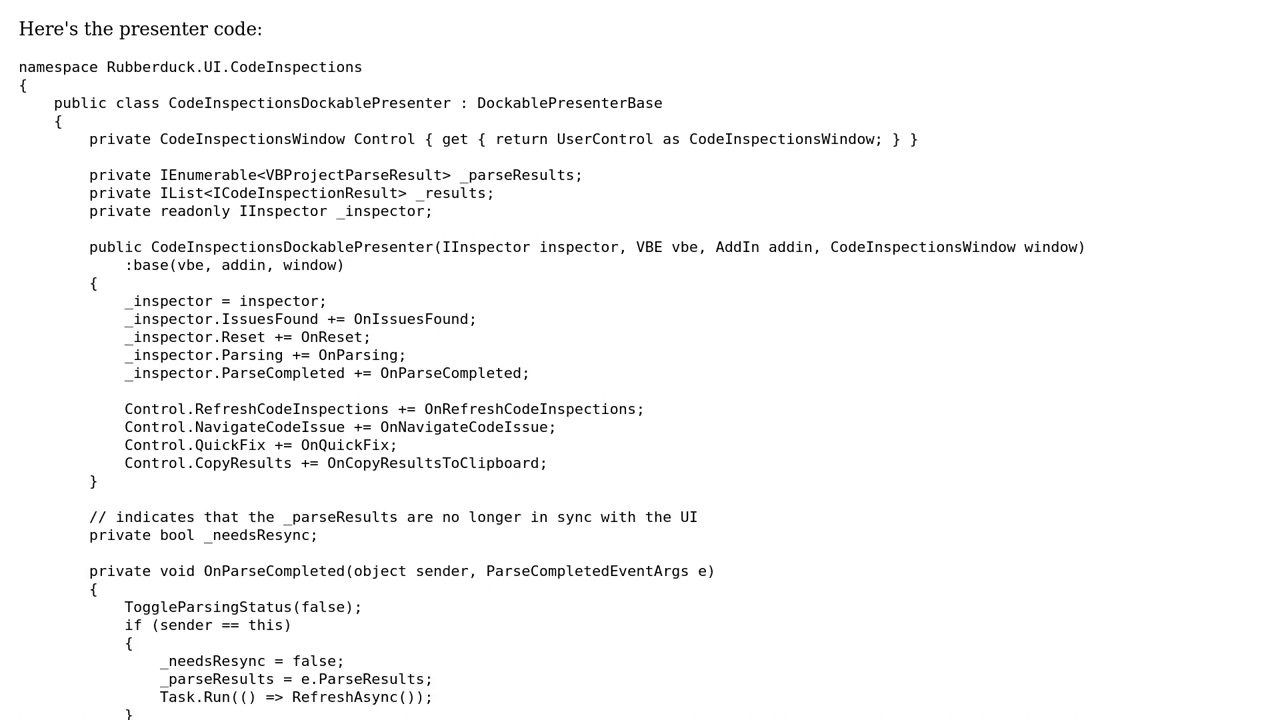 Here's the presenter code:
namespace Rubberduck.UI.CodeInspections
{
    public class CodeInspectionsDockablePresenter : DockablePresenterBase
    {
        private CodeInspectionsWindow Control { get { return UserControl as CodeInspectionsWindow; } }

        private IEnumerable<VBProjectParseResult> _parseResults;
        private IList<ICodeInspectionResult> _results;
        private readonly IInspector _inspector;

        public CodeInspectionsDockablePresenter(IInspector inspector, VBE vbe, AddIn addin, CodeInspectionsWindow window)
            :base(vbe, addin, window)
        {
            _inspector = inspector;
            _inspector.IssuesFound += OnIssuesFound;
            _inspector.Reset += OnReset;
            _inspector.Parsing += OnParsing;
            _inspector.ParseCompleted += OnParseCompleted;

            Control.RefreshCodeInspections += OnRefreshCodeInspections;
            Control.NavigateCodeIssue += OnNavigateCodeIssue;
            Control.QuickFix += OnQuickFix;
            Control.CopyResults += OnCopyResultsToClipboard;
        }

        // indicates that the _parseResults are no longer in sync with the UI
        private bool _needsResync;

        private void OnParseCompleted(object sender, ParseCompletedEventArgs e)
        {
            ToggleParsingStatus(false);
            if (sender == this)
            {
                _needsResync = false;
                _parseResults = e.ParseResults;
                Task.Run(() => RefreshAsync());
            }